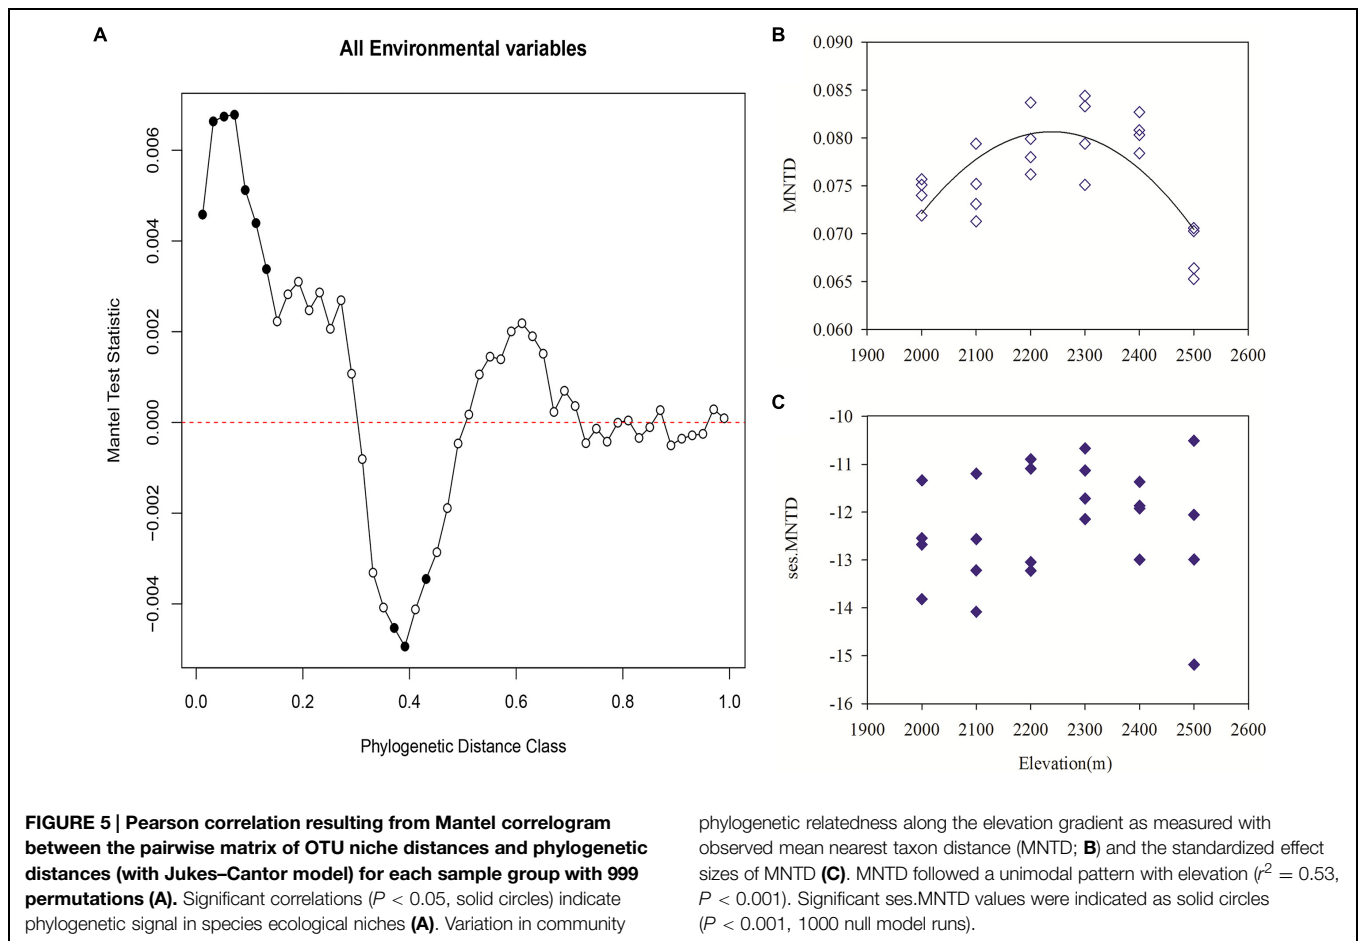 A
All Environmental variables
Mantel Test Statistic
0.006
0.004
0.002
0.000
−0.002
−0.004
0.0 0.2 0.4 0.6 0.8 1.0
Phylogenetic Distance Class
B
MNTD
0.090
0.085
0.080
0.075
0.070
0.065
0.060
1900 2000 2100 2200 2300 2400 2500 2600
C
ses.MNTD
-10
-11
-12
-13
-14
-15
-16
1900 2000 2100 2200 2300 2400 2500 2600
Elevation(m)
FIGURE 5 | Pearson correlation resulting from Mantel correlogram
between the pairwise matrix of OTU niche distances and phylogenetic
distances (with Jukes–Cantor model) for each sample group with 999
permutations (A). Significant correlations (P < 0.05, solid circles) indicate
phylogenetic signal in species ecological niches (A). Variation in community
phylogenetic relatedness along the elevation gradient as measured with
observed mean nearest taxon distance (MNTD; B) and the standardized effect
sizes of MNTD (C). MNTD followed a unimodal pattern with elevation (r² = 0.53,
P < 0.001). Significant ses.MNTD values were indicated as solid circles
(P < 0.001, 1000 null model runs).